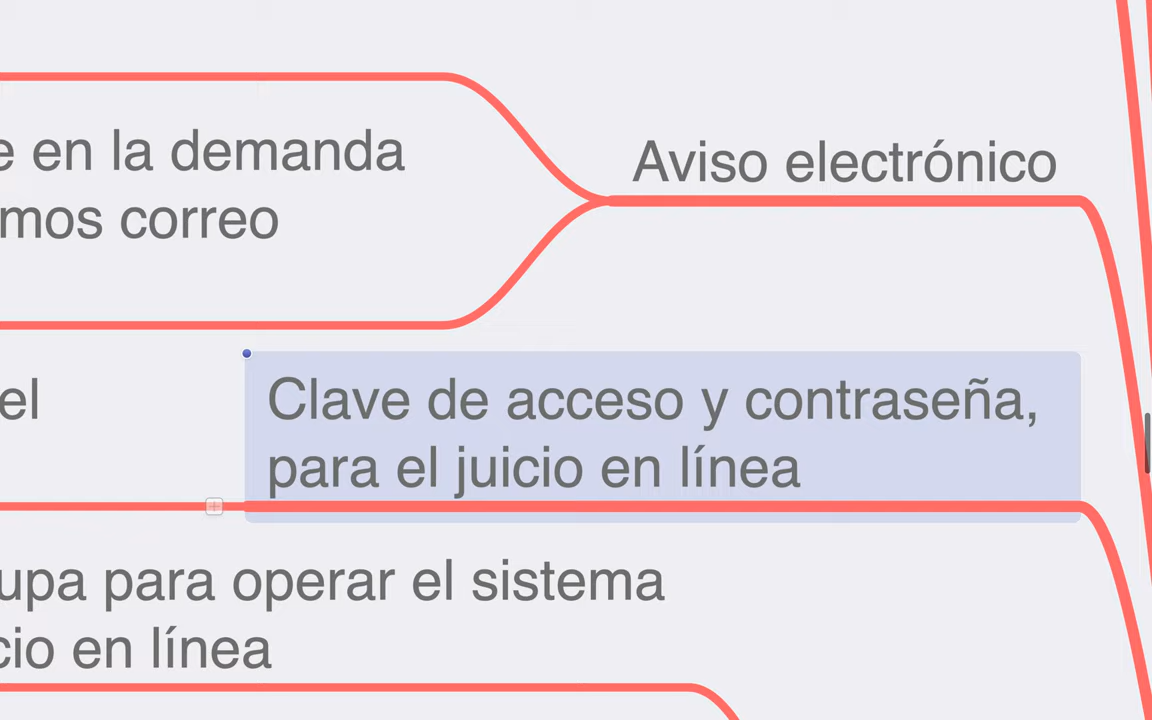 e en la demanda
mos correo
Aviso electrónico
el
Clave de acceso y contraseña,
para el juicio en línea
upa para operar el sistema
cio en línea